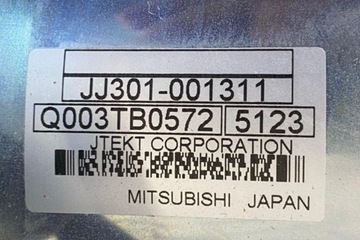 JJ301-001311
Q003TB0572 5123
JTEKT CORPORATION
MITSUBISHI JAPAN